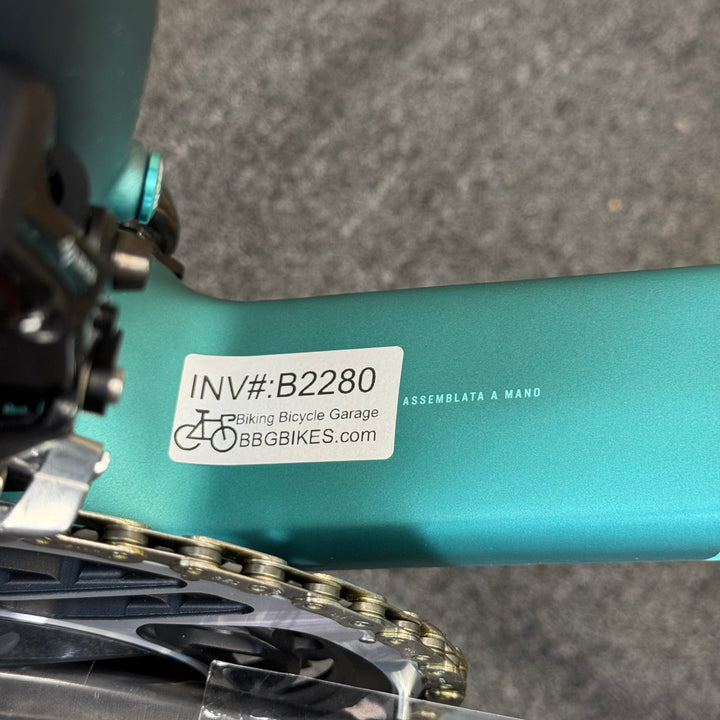 INV#:B2280
Biking Bicycle Garage
BBGBIKES.com
ASSEMBLATA A MANO